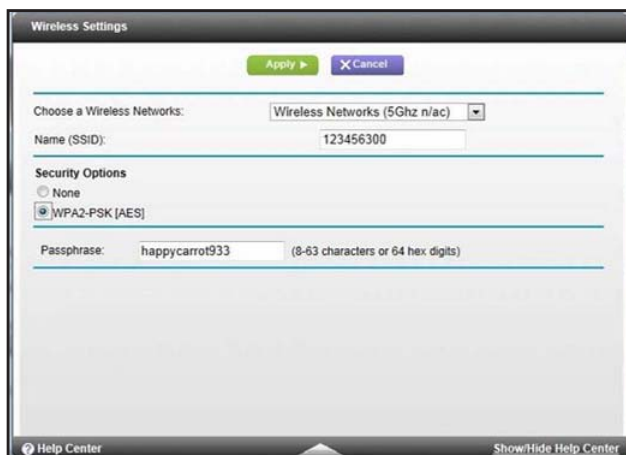 Wireless Settings
Apply ▶ X Cancel
Choose a Wireless Networks: Wireless Networks (5Ghz n/ac)
Name (SSID): 123456300
Security Options
None
WPA2-PSK [AES]
Passphrase: happycarrot933 (8-63 characters or 64 hex digits)
? Help Center Show/Hide Help Center